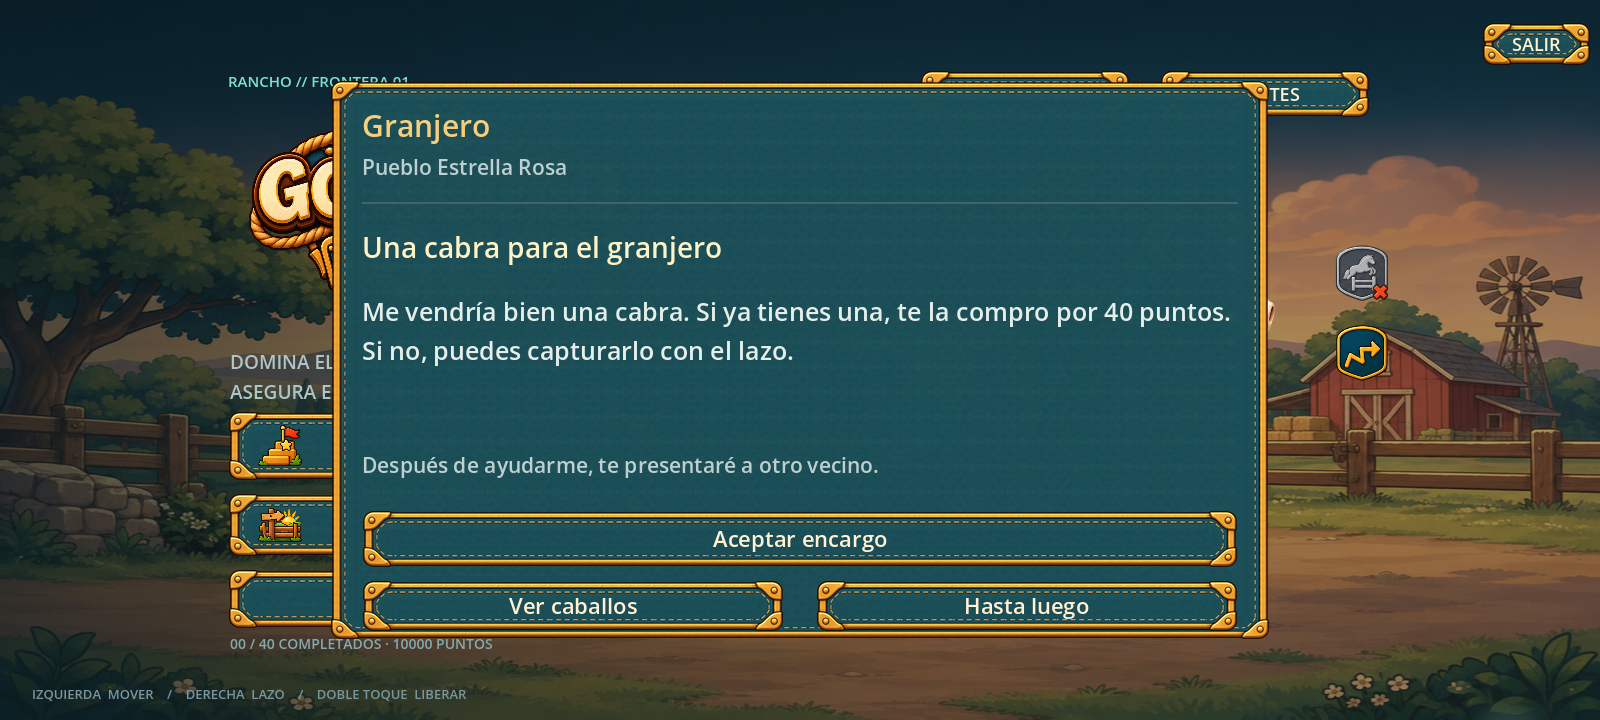 SALIR
RANCHO // FRONTERA 01
TES
Granjero
Pueblo Estrella Rosa
GO
Una cabra para el granjero
Me vendría bien una cabra. Si ya tienes una, te la compro por 40 puntos.
Si no, puedes capturarlo con el lazo.
DOMINA EL
ASEGURA E
Después de ayudarme, te presentaré a otro vecino.
Aceptar encargo
Ver caballos
Hasta luego
00 / 40 COMPLETADOS · 10000 PUNTOS
IZQUIERDA MOVER / DERECHA LAZO / DOBLE TOQUE LIBERAR